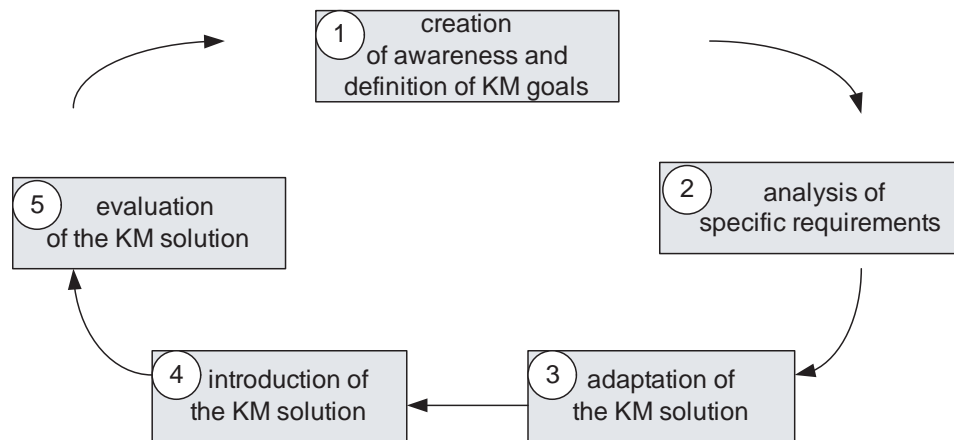 1
creation
of awareness and
definition of KM goals
2
analysis of
specific requirements
3
adaptation of
the KM solution
4
introduction of
the KM solution
5
evaluation
of the KM solution